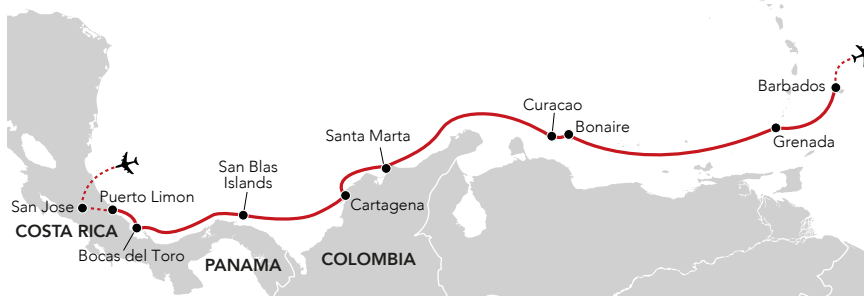 Barbados
Curacao
Bonaire
Santa Marta
Grenada
San Blas
Islands
Puerto Limon
San Jose
Cartagena
COSTA RICA
Bocas del Toro
PANAMA
COLOMBIA